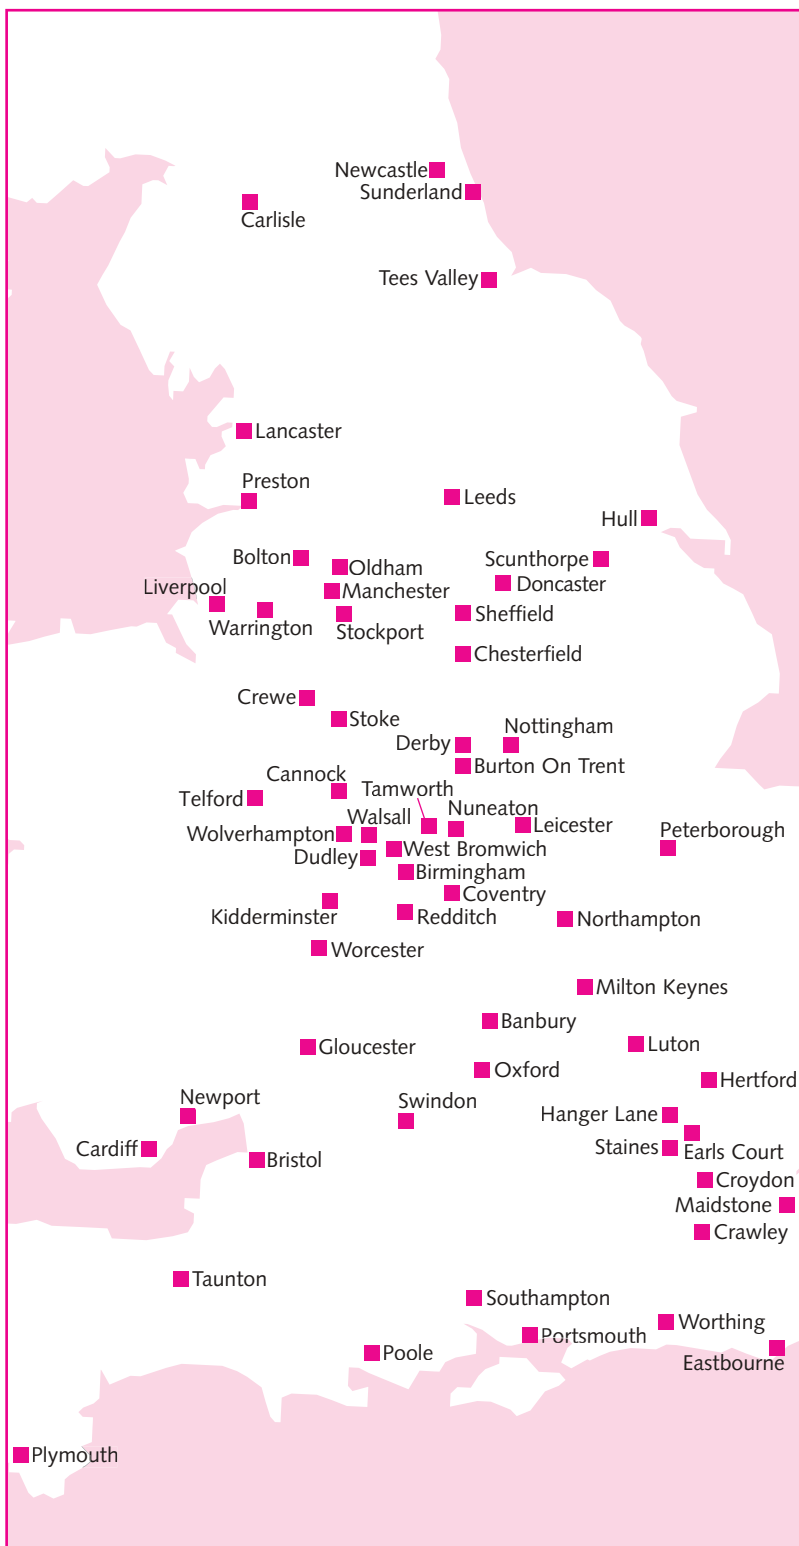 Newcastle
Sunderland
Carlisle
Tees Valley
Lancaster
Preston
Leeds
Hull
Bolton
Scunthorpe
Oldham
Doncaster
Liverpool
Manchester
Sheffield
Warrington
Stockport
Chesterfield
Crewe
Stoke
Nottingham
Derby
Burton On Trent
Cannock
Tamworth
Telford
Nuneaton
Walsall
Leicester
Peterborough
Wolverhampton
West Bromwich
Dudley
Birmingham
Coventry
Kidderminster
Redditch
Northampton
Worcester
Milton Keynes
Banbury
Luton
Gloucester
Oxford
Hertford
Newport
Swindon
Hanger Lane
Cardiff
Staines
Earls Court
Bristol
Croydon
Maidstone
Crawley
Taunton
Southampton
Worthing
Portsmouth
Poole
Eastbourne
Plymouth